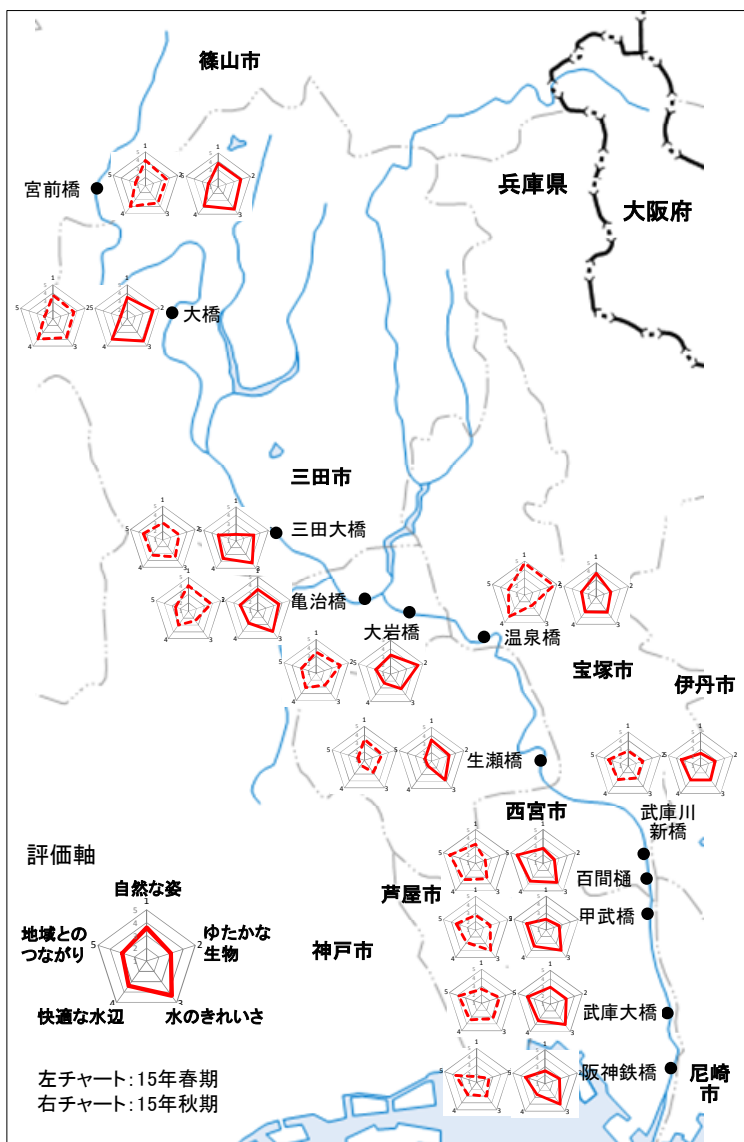 篠山市
兵庫県
大阪府
宮前橋
大橋
三田市
三田大橋
亀治橋
大岩橋
温泉橋
宝塚市
伊丹市
生瀬橋
武庫川
新橋
西宮市
百間樋
芦屋市
甲武橋
神戸市
武庫大橋
阪神鉄橋
尼崎
市
評価軸
自然な姿
地域との
つながり
ゆたかな
生物
快適な水辺
水のきれいさ
1
2
3
4
5
左チャート:15年春期
右チャート:15年秋期